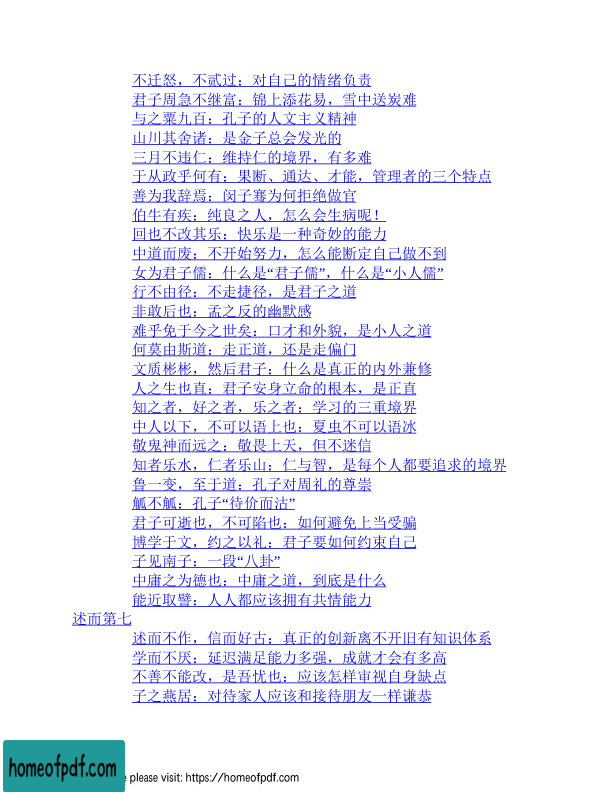 不迁怒，不贰过：对自己的情绪负责
君子周急不继富：锦上添花易，雪中送炭难
与之粟九百：孔子的人文主义精神
山川其舍诸：是金子总会发光的
三月不违仁：维持仁的境界，有多难
于从政乎何有：果断、通达、才能，管理者的三个特点
善为我辞焉：闵子骞为何拒绝做官
伯牛有疾：纯良之人，怎么会生病呢！
回也不改其乐：快乐是一种奇妙的能力
中道而废：不开始努力，怎么能断定自己做不到
女为君子儒：什么是“君子儒”，什么是“小人儒”
行不由径：不走捷径，是君子之道
非敢后也：孟之反的幽默感
难乎免于今之世矣：口才和外貌，是小人之道
何莫由斯道：走正道，还是走偏门
文质彬彬，然后君子：什么是真正的内外兼修
人之生也直：君子安身立命的根本，是正直
知之者，好之者，乐之者：学习的三重境界
中人以下，不可以语上也：夏虫不可以语冰
敬鬼神而远之：敬畏上天，但不迷信
知者乐水，仁者乐山：仁与智，是每个人都要追求的境界
鲁一变，至于道：孔子对周礼的尊崇
觚不觚：孔子“待价而沽”
君子可逝也，不可陷也：如何避免上当受骗
博学于文，约之以礼：君子要如何约束自己
子见南子：一段“八卦”
中庸之为德也：中庸之道，到底是什么
能近取譬：人人都应该拥有共情能力
述而第七
述而不作，信而好古：真正的创新离不开旧有知识体系
学而不厌：延迟满足能力多强，成就才会有多高
不善不能改，是吾忧也：应该怎样审视自身缺点
子之燕居：对待家人应该和接待朋友一样谦恭
homeofpdf.com
e please visit: https://homeofpdf.com